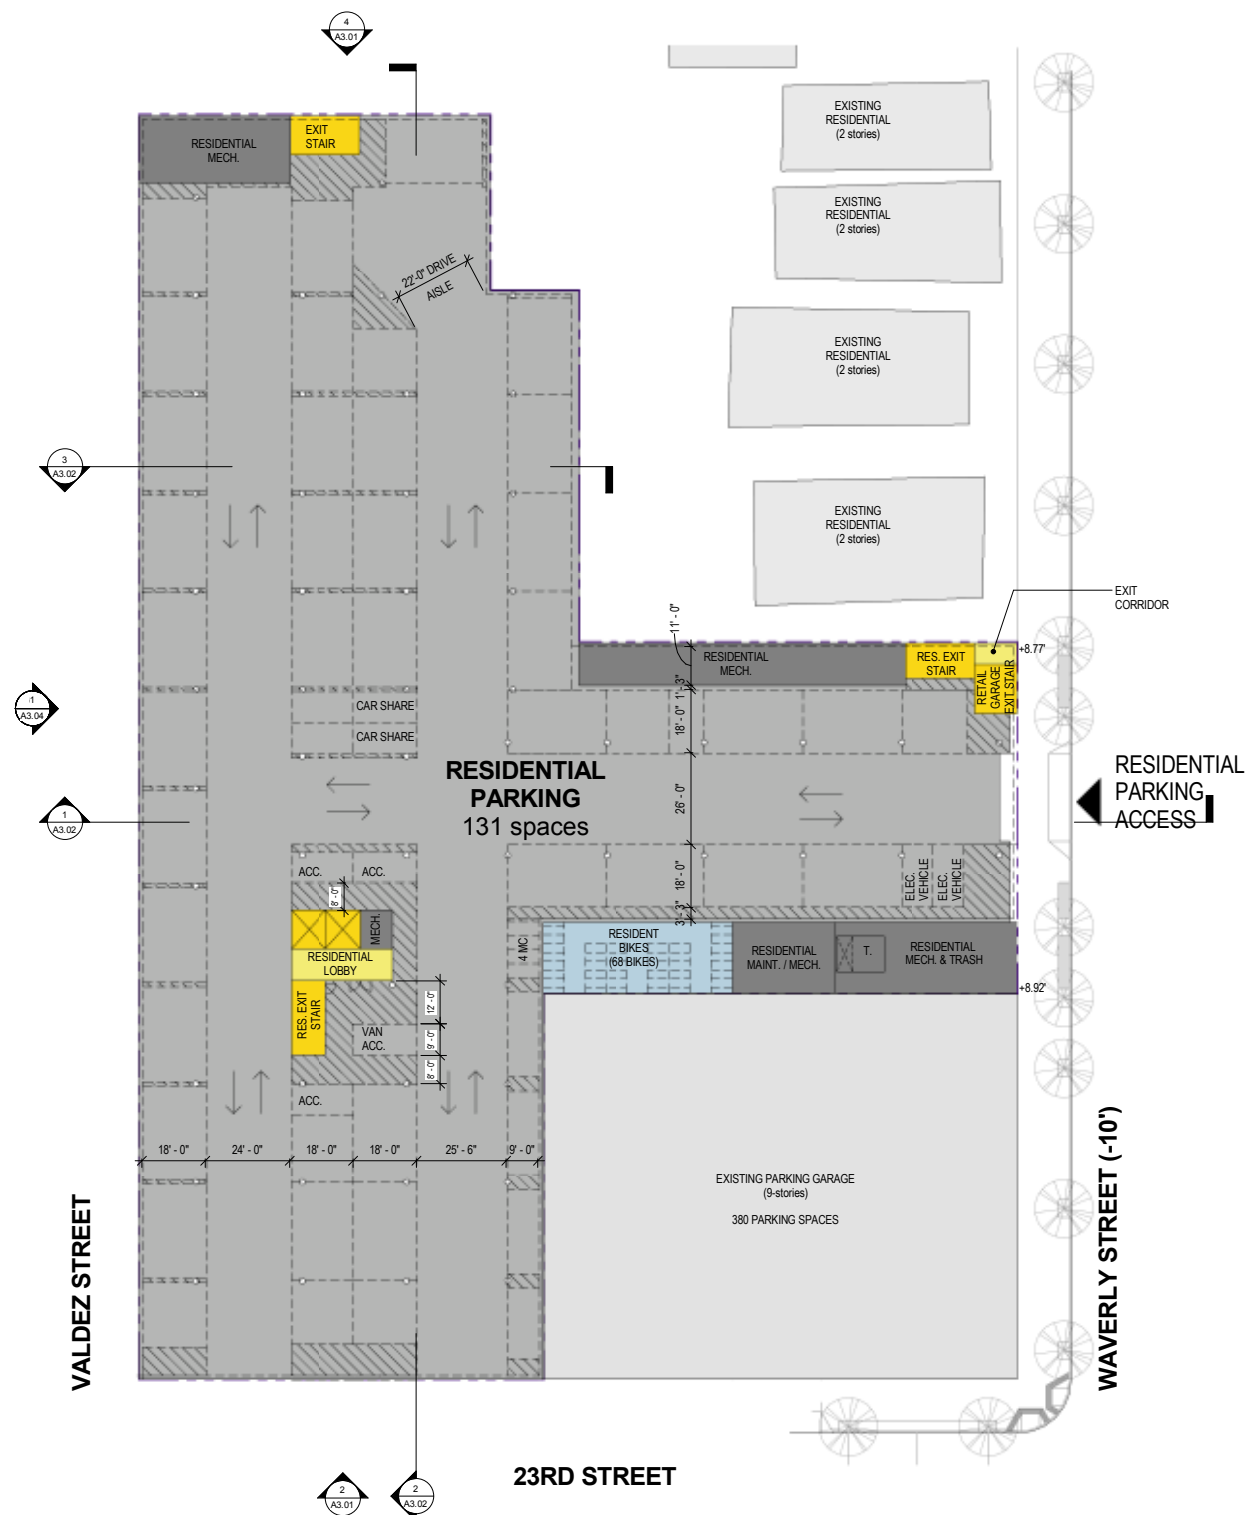 4
A3.01
EXISTING
RESIDENTIAL
(2 stories)
RESIDENTIAL
MECH.
EXIT
STAIR
EXISTING
RESIDENTIAL
(2 stories)
22'-0" DRIVE
AISLE
EXISTING
RESIDENTIAL
(2 stories)
3
A3.02
EXISTING
RESIDENTIAL
(2 stories)
EXIT
CORRIDOR
11' - 0"
RESIDENTIAL
MECH.
RES. EXIT
STAIR
+8.77'
RETAIL
GARAGE
EXIT STAIR
1' - 3"
1
A3.04
CAR SHARE
CAR SHARE
18' - 0"
RESIDENTIAL
PARKING
131 spaces
26' - 0"
RESIDENTIAL
PARKING
ACCESS
1
A3.02
ACC.
ACC.
8' - 0"
18' - 0"
ELEC.
VEHICLE
ELEC.
VEHICLE
3' - 3"
MECH.
RESIDENTIAL
LOBBY
4 MC
RESIDENT
BIKES
(68 BIKES)
RESIDENTIAL
MAINT. / MECH.
T.
RESIDENTIAL
MECH. & TRASH
+8.92'
RES. EXIT
STAIR
12' - 0"
VAN
ACC.
9' - 0"
8' - 0"
ACC.
18' - 0"
24' - 0"
18' - 0"
18' - 0"
25' - 6"
9' - 0"
EXISTING PARKING GARAGE
(9-stories)
380 PARKING SPACES
VALDEZ STREET
WAVERLY STREET (-10')
23RD STREET
2
A3.01
2
A3.02